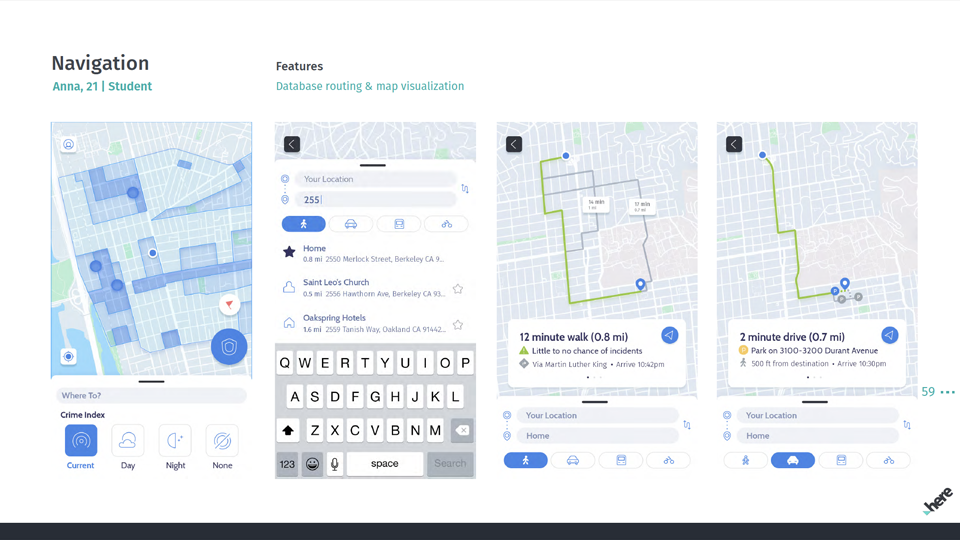 Navigation
Anna, 21 | Student
Features
Database routing & map visualization
Where To?
Crime Index
Current
Day
Night
None
Your Location
255
Home
0.8 mi 2550 Merlock Street, Berkeley CA 9...
Saint Leo's Church
0.5 mi 2556 Hawthorn Ave, Berkeley CA 93...
Oakspring Hotels
1.6 mi 2559 Tanish Way, Oakland CA 91442...
Q W E R T Y U I O P
A S D F G H J K L
Z X C V B N M
123
space
Search
14 min
1 mi
17 min
12 minute walk (0.8 mi)
Little to no chance of incidents
Via Martin Luther King • Arrive 10:42pm
Your Location
Home
P
P
P
2 minute drive (0.7 mi)
P Park on 3100-3200 Durant Avenue
500 ft from destination • Arrive 10:30pm
Your Location
Home
59
here